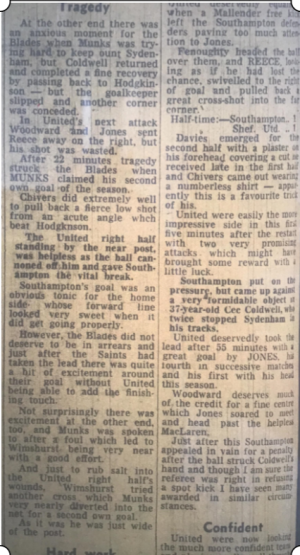 Tragedy
At the other end there was
an anxious moment for the
Blades when Munks was try-
ing hard to keep out Syden-
ham, but Coldwell returned
and completed a fine recovery
by passing back to Hodgkin-
son — but the goalkeeper
slipped and another corner
was conceded.
In United's next attack
Woodward and Jones sent
Reece away on the right, but
his shot was wasted.
After 22 minutes tragedy
struck the Blades when
MUNKS claimed his second
own goal of the season.
Chivers did extremely well
to pull back a fierce low shot
from an acute angle which
beat Hodgkinson.
The United right half
standing by the near post,
was helpless as the ball can-
noned off him and gave South-
ampton the vital break.
Southampton's goal was an
obvious tonic for the home
side whose forward line
looked very sweet when it
did get going properly.
However, the Blades did not
deserve to be in arrears and
just after the Saints had
taken the lead there was quite
a bit of excitement around
their goal without United
being able to add the finish-
ing touch.
Not surprisingly there was
excitement at the other end,
too, and Munks was spoken
to after a foul which led to
Wimshurst being very near
with a good effort.
And just to rub salt into
the United right half's
wounds, Wimshurst tried
another cross which Munks
very nearly diverted into the
net for a second own goal.
As it was he was just wide
of the post.
Hard work
United deservedly
when a Mallender free
left the Southampton defen-
ders paying too much atten-
tion to Jones.
Fenoughty headed the ball
over them, and REECE,
ing as if he had lost the
chance, swivelled to the right
of goal and pulled back a
great cross-shot into the far
corner.
Half-time:—Southampton, 1
Shef. Utd. 1
Davies emerged for the
second half with a plaster on
his forehead covering a cut he
received late in the first half
and Chivers came out wearing
a numberless shirt — appar-
ently this is a favourite trick
of his.
United were easily the more
impressive side in this first
five minutes after the restart
with two very promising
attacks which might have
brought some reward with a
little luck.
Southampton put on the
pressure, but came up against
a very formidable object in
37-year-old Cec Coldwell, who
twice stopped Sydenham in
his tracks.
United deservedly took the
lead after 55 minutes with a
great goal by JONES, his
fourth in successive matches
and his first with his head
this season.
Woodward deserves much
of the credit for a fine centre
which Jones soared to meet
and head past the helpless
MacLaren.
Just after this Southampton
appealed in vain for a penalty
after the ball struck Coldwell's
hand and though I am sure the
referee was right in refusing
a spot kick I have seen many
awarded in similar circum-
stances.
Confident
United were now looking
the much more confident team